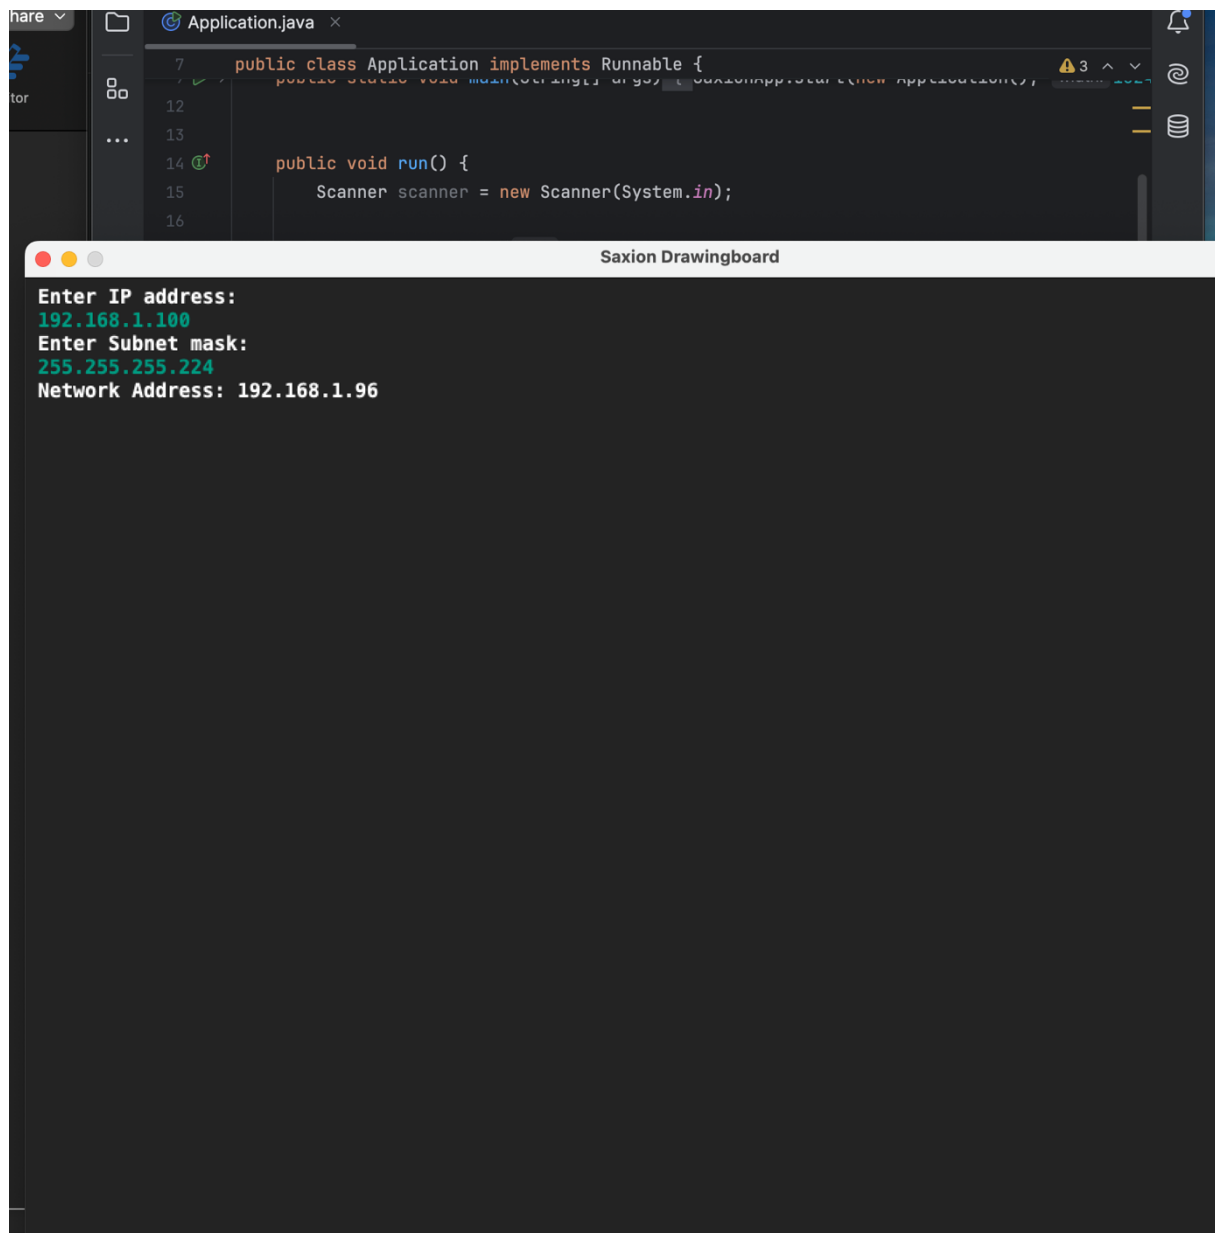 hare
Application.java
tor
7 public class Application implements Runnable {
3
12
13
14 public void run() {
15 Scanner scanner = new Scanner(System.in);
16
Saxion Drawingboard
Enter IP address:
192.168.1.100
Enter Subnet mask:
255.255.255.224
Network Address: 192.168.1.96